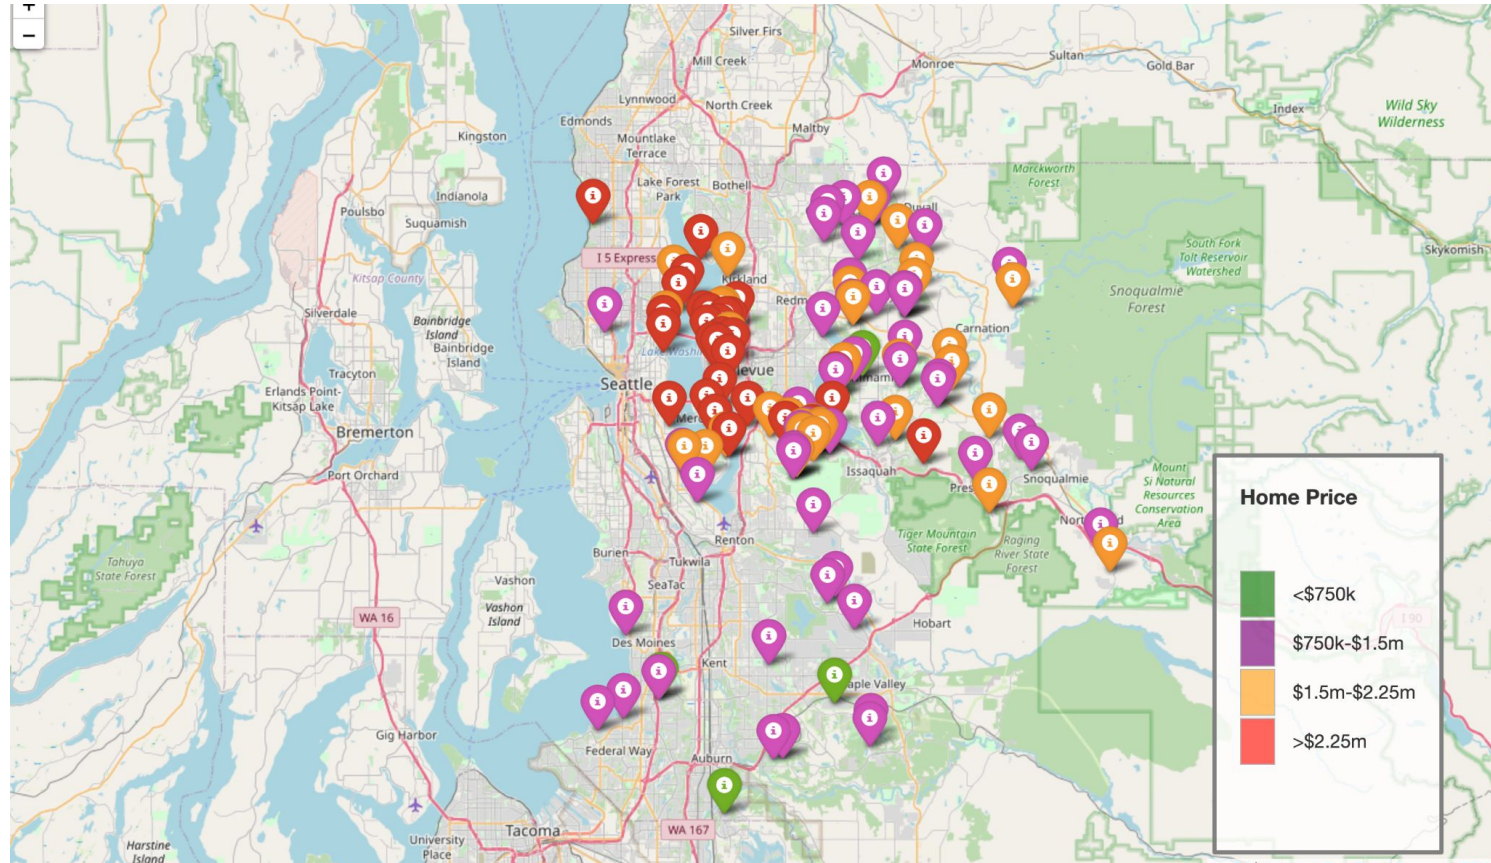 +
−
Silver Firs
Mill Creek
Sultan
Monroe
Gold Bar
Lynnwood
North Creek
Index
Wild Sky
Wilderness
Edmonds
Maltby
Kingston
Mountlake
Terrace
Marckworth
Forest
Lake Forest
Park
Bothell
Indianola
Poulsbo
Suquamish
Skykomish
South Fork
Tolt Reservoir
Watershed
I 5 Express
Kitsap County
Kirkland
Snoqualmie
Forest
Redm
Silverdale
Bainbridge
Island
Bainbridge
Island
Carnation
Tracyton
levue
Seattle
Erlands Point-
Kitsap Lake
Mer
Bremerton
Port Orchard
Issaquah
Snoqualmie
Pres
Mount
Si Natural
Resources
Conservation
Area
Home Price
Tiger Mountain
State Forest
Raging
River State
Forest
Renton
Burien
Tukwila
Tahuya
State Forest
Vashon
SeaTac
<$750k
Vashon
Island
WA 16
I 90
Hobart
Des Moines
$750k-$1.5m
Kent
aple Valley
$1.5m-$2.25m
Gig Harbor
>$2.25m
Federal Way
Auburn
Tacoma
WA 167
University
Place
Harstine
Island